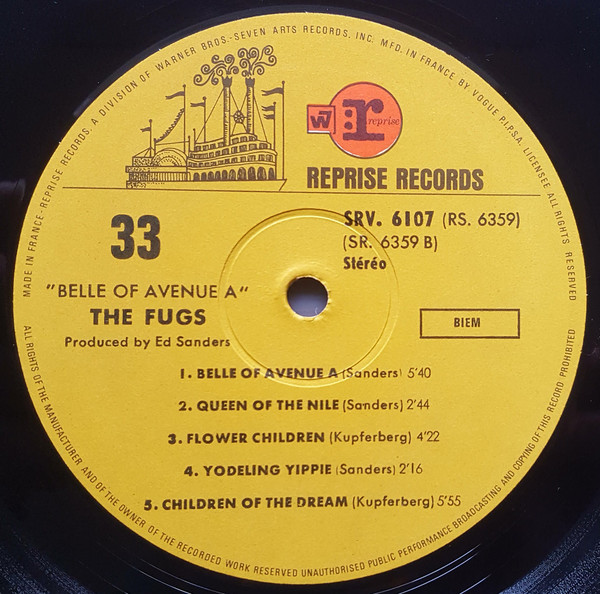 MADE IN FRANCE-REPRISE RECORDS, A DIVISION OF WARNER BROS.-SEVEN ARTS RECORDS, INC. MFD. IN FRANCE BY VOGUE P.I.P.SA. LICENSEE ALL RIGHTS RESERVED
W
r
reprise
REPRISE RECORDS
33
SRV. 6107 (RS. 6359)
(SR. 6359 B)
Stéréo
"BELLE OF AVENUE A"
THE FUGS
Produced by Ed Sanders
BIEM
1. BELLE OF AVENUE A (Sanders) 5'40
2. QUEEN OF THE NILE (Sanders) 2'44
3. FLOWER CHILDREN (Kupferberg) 4'22
4. YODELING YIPPIE (Sanders) 2'16
5. CHILDREN OF THE DREAM (Kupferberg) 5'55
ALL RIGHTS OF THE MANUFACTURER AND OF THE OWNER OF THE RECORDED WORK RESERVED UNAUTHORISED PUBLIC PERFORMANCE BROADCASTING AND COPYING OF THIS RECORD PROHIBITED